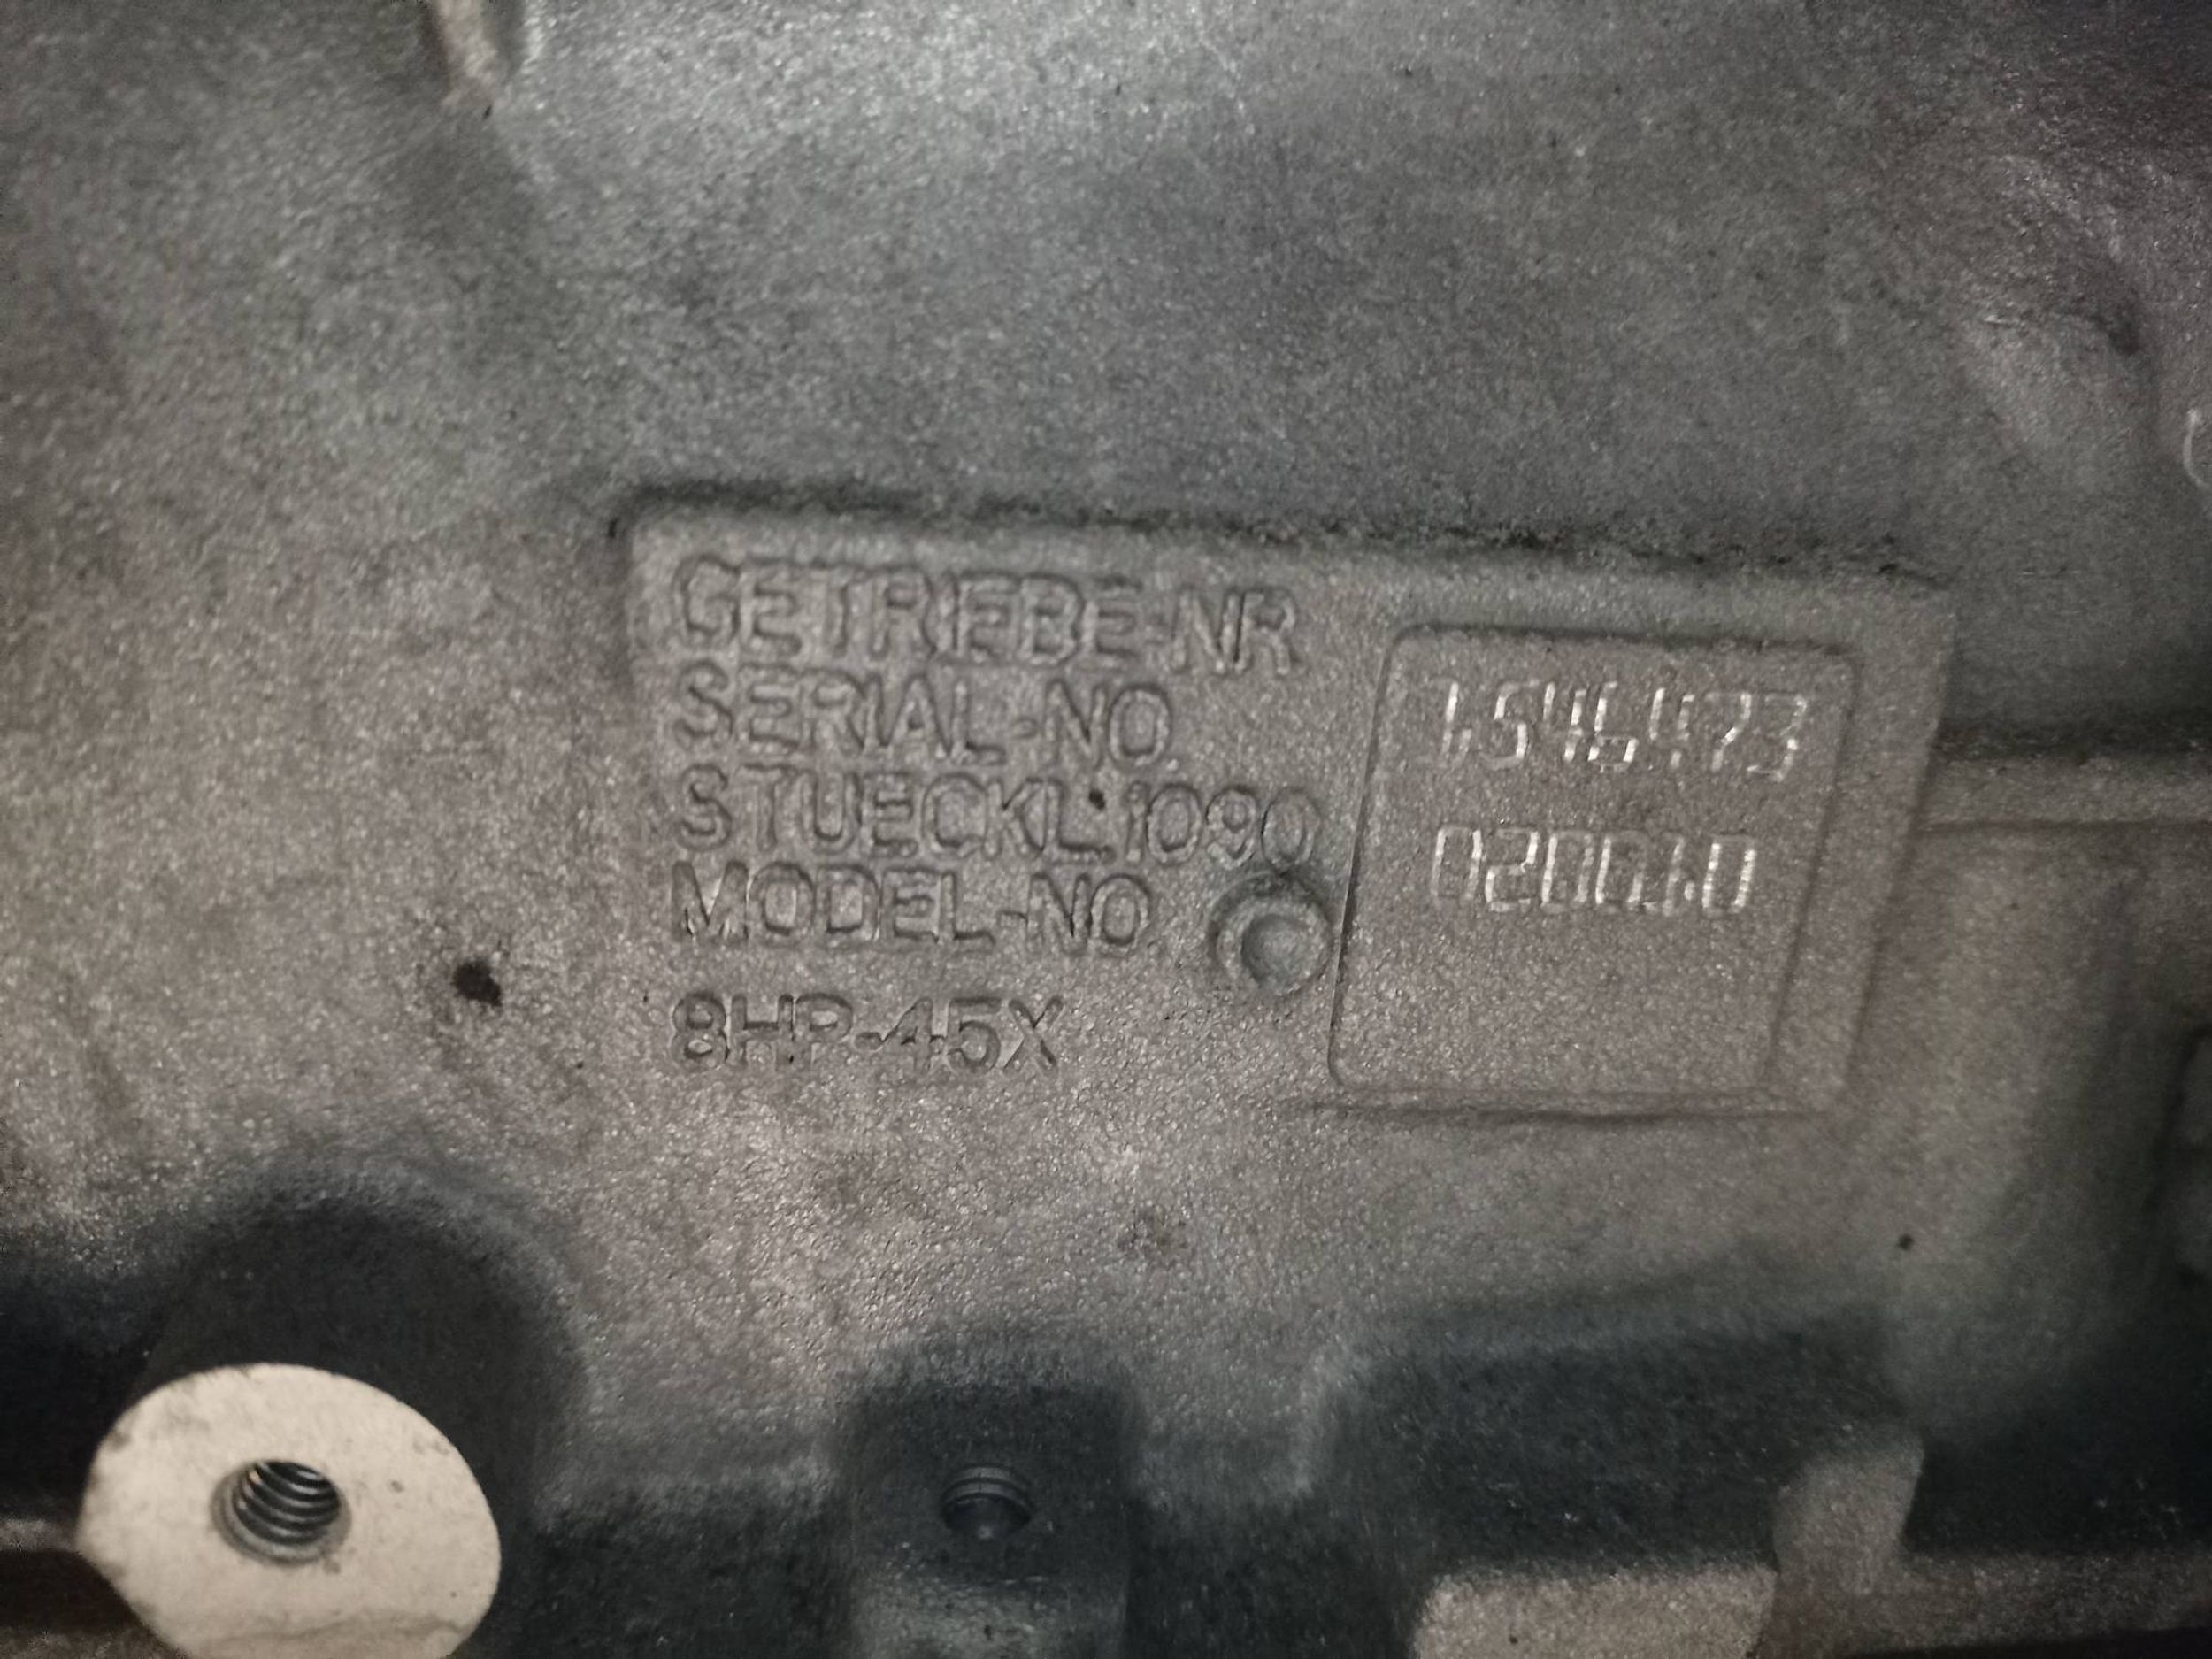 GETRIEBE-NR
SERIAL-NO.
1546473
STUECKL 1090
MODEL-NO
020010
8HP-45X